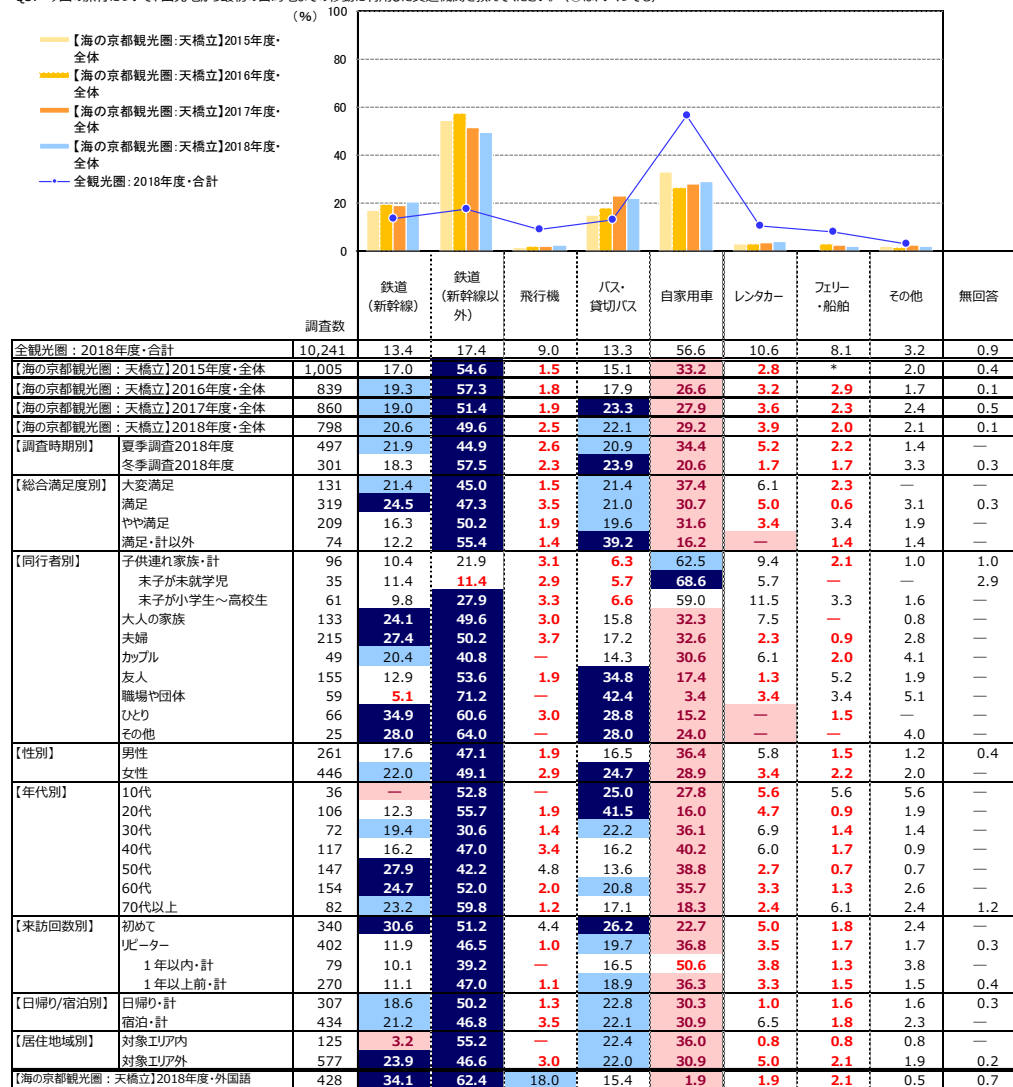 (%)
100
80
60
40
20
0
【海の京都観光圏:天橋立】2015年度・
全体
【海の京都観光圏:天橋立】2016年度・
全体
【海の京都観光圏:天橋立】2017年度・
全体
【海の京都観光圏:天橋立】2018年度・
全体
全観光圏:2018年度・合計
調査数 鉄道(新幹線) 鉄道(新幹線以外) 飛行機 バス・貸切バス 自家用車 レンタカー フェリー・船舶 その他 無回答
全観光圏:2018年度・合計 10,241 13.4 17.4 9.0 13.3 56.6 10.6 8.1 3.2 0.9
【海の京都観光圏:天橋立】2015年度・全体 1,005 17.0 54.6 1.5 15.1 33.2 2.8 * 2.0 0.4
【海の京都観光圏:天橋立】2016年度・全体 839 19.3 57.3 1.8 17.9 26.6 3.2 2.9 1.7 0.1
【海の京都観光圏:天橋立】2017年度・全体 860 19.0 51.4 1.9 23.3 27.9 3.6 2.3 2.4 0.5
【海の京都観光圏:天橋立】2018年度・全体 798 20.6 49.6 2.5 22.1 29.2 3.9 2.0 2.1 0.1
【調査時期別】 夏季調査2018年度 497 21.9 44.9 2.6 20.9 34.4 5.2 2.2 1.4 —
冬季調査2018年度 301 18.3 57.5 2.3 23.9 20.6 1.7 1.7 3.3 0.3
【総合満足度別】 大変満足 131 21.4 45.0 1.5 21.4 37.4 6.1 2.3 — —
満足 319 24.5 47.3 3.5 21.0 30.7 5.0 0.6 3.1 0.3
やや満足 209 16.3 50.2 1.9 19.6 31.6 3.4 3.4 1.9 —
満足・計以外 74 12.2 55.4 1.4 39.2 16.2 — 1.4 1.4 —
【同行者別】 子供連れ家族・計 96 10.4 21.9 3.1 6.3 62.5 9.4 2.1 1.0 1.0
末子が未就学児 35 11.4 11.4 2.9 5.7 68.6 5.7 — — 2.9
末子が小学生～高校生 61 9.8 27.9 3.3 6.6 59.0 11.5 3.3 1.6 —
大人の家族 133 24.1 49.6 3.0 15.8 32.3 7.5 — 0.8 —
夫婦 215 27.4 50.2 3.7 17.2 32.6 2.3 0.9 2.8 —
カップル 49 20.4 40.8 — 14.3 30.6 6.1 2.0 4.1 —
友人 155 12.9 53.6 1.9 34.8 17.4 1.3 5.2 1.9 —
職場や団体 59 5.1 71.2 — 42.4 3.4 3.4 3.4 5.1 —
ひとり 66 34.9 60.6 3.0 28.8 15.2 — 1.5 — —
その他 25 28.0 64.0 — 28.0 24.0 — — 4.0 —
【性別】 男性 261 17.6 47.1 1.9 16.5 36.4 5.8 1.5 1.2 0.4
女性 446 22.0 49.1 2.9 24.7 28.9 3.4 2.2 2.0 —
【年代別】 10代 36 — 52.8 — 25.0 27.8 5.6 5.6 5.6 —
20代 106 12.3 55.7 1.9 41.5 16.0 4.7 0.9 1.9 —
30代 72 19.4 30.6 1.4 22.2 36.1 6.9 1.4 1.4 —
40代 117 16.2 47.0 3.4 16.2 40.2 6.0 1.7 0.9 —
50代 147 27.9 42.2 4.8 13.6 38.8 2.7 0.7 0.7 —
60代 154 24.7 52.0 2.0 20.8 35.7 3.3 1.3 2.6 —
70代以上 82 23.2 59.8 1.2 17.1 18.3 2.4 6.1 2.4 1.2
【来訪回数別】 初めて 340 30.6 51.2 4.4 26.2 22.7 5.0 1.8 2.4 —
リピーター 402 11.9 46.5 1.0 19.7 36.8 3.5 1.7 1.7 0.3
１年以内・計 79 10.1 39.2 — 16.5 50.6 3.8 1.3 3.8 —
１年以上前・計 270 11.1 47.0 1.1 18.9 36.3 3.3 1.5 1.5 0.4
【日帰り/宿泊別】 日帰り・計 307 18.6 50.2 1.3 22.8 30.3 1.0 1.6 1.6 0.3
宿泊・計 434 21.2 46.8 3.5 22.1 30.9 6.5 1.8 2.3 —
【居住地域別】 対象エリア内 125 3.2 55.2 — 22.4 36.0 0.8 0.8 0.8 —
対象エリア外 577 23.9 46.6 3.0 22.0 30.9 5.0 2.1 1.9 0.2
【海の京都観光圏:天橋立】2018年度・外国語 428 34.1 62.4 18.0 15.4 1.9 1.9 2.1 0.5 0.7